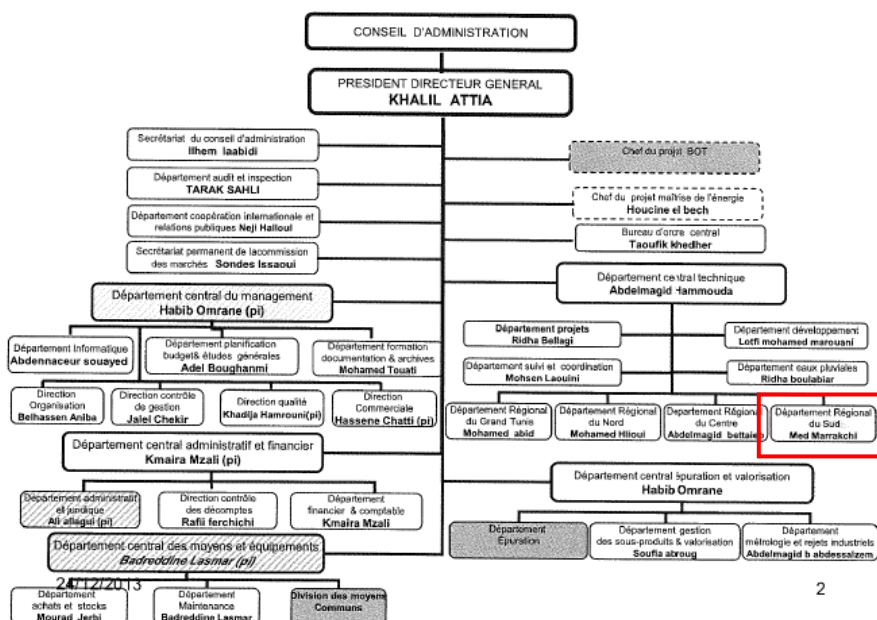 CONSEIL D'ADMINISTRATION
PRESIDENT DIRECTEUR GENERAL
KHALIL ATTIA
Secrétariat du conseil d'administration
Ilhem laabidi
Chef du projet BOT
Département audit et inspection
TARAK SAHLI
Chef du projet maîtrise de l'énergie
Houcine el bech
Département coopération internationale et
relations publiques Neji Halloul
Bureau d'ordre central
Taoufik khedher
Secrétariat permanent de lacommission
des marchés Sondes Issaoui
Département central technique
Abdelmagid Hammouda
Département central du management
Habib Omrane (pi)
Département Informatique
Abdennaceur souayed
Département planification
budget& études générales
Adel Boughanmi
Département formation
documentation & archives
Mohamed Touati
Département projets
Ridha Bellagi
Département développement
Lotfi mohamed marouani
Département suivi et coordination
Mohsen Laouini
Département eaux pluviales
Ridha boulabiar
Direction
Organisation
Belhassen Aniba
Direction contrôle
de gestion
Jalel Chekir
Direction qualité
Khadija Hamrouni(pi)
Direction
Commerciale
Hassene Chatti (pi)
Département Régional
du Grand Tunis
Mohamed abid
Département Régional
du Nord
Mohamed Hlioui
Département Régional
du Centre
Abdelmagid bettaieb
Département Régional
du Sud
Med Marrakchi
Département central administratif et financier
Kmaira Mzali (pi)
Département central épuration et valorisation
Habib Omrane
Département administratif
et juridique
Ali allagui (pi)
Direction contrôle
des décomptes
Rafii ferchichi
Département
financier & comptable
Kmaira Mzali
Département
Épuration
Département gestion
des sous-produits & valorisation
Soufia abroug
Département
métrologie et rejets industriels
Abdelmagid b abdessalzem
Département central des moyens et équipements
Badreddine Lasmar (pi)
24/12/2013
2
Département
achats et stocks
Mourad Jerbi
Département
Maintenance
Badreddine Lasmar
Division des moyens
Communs